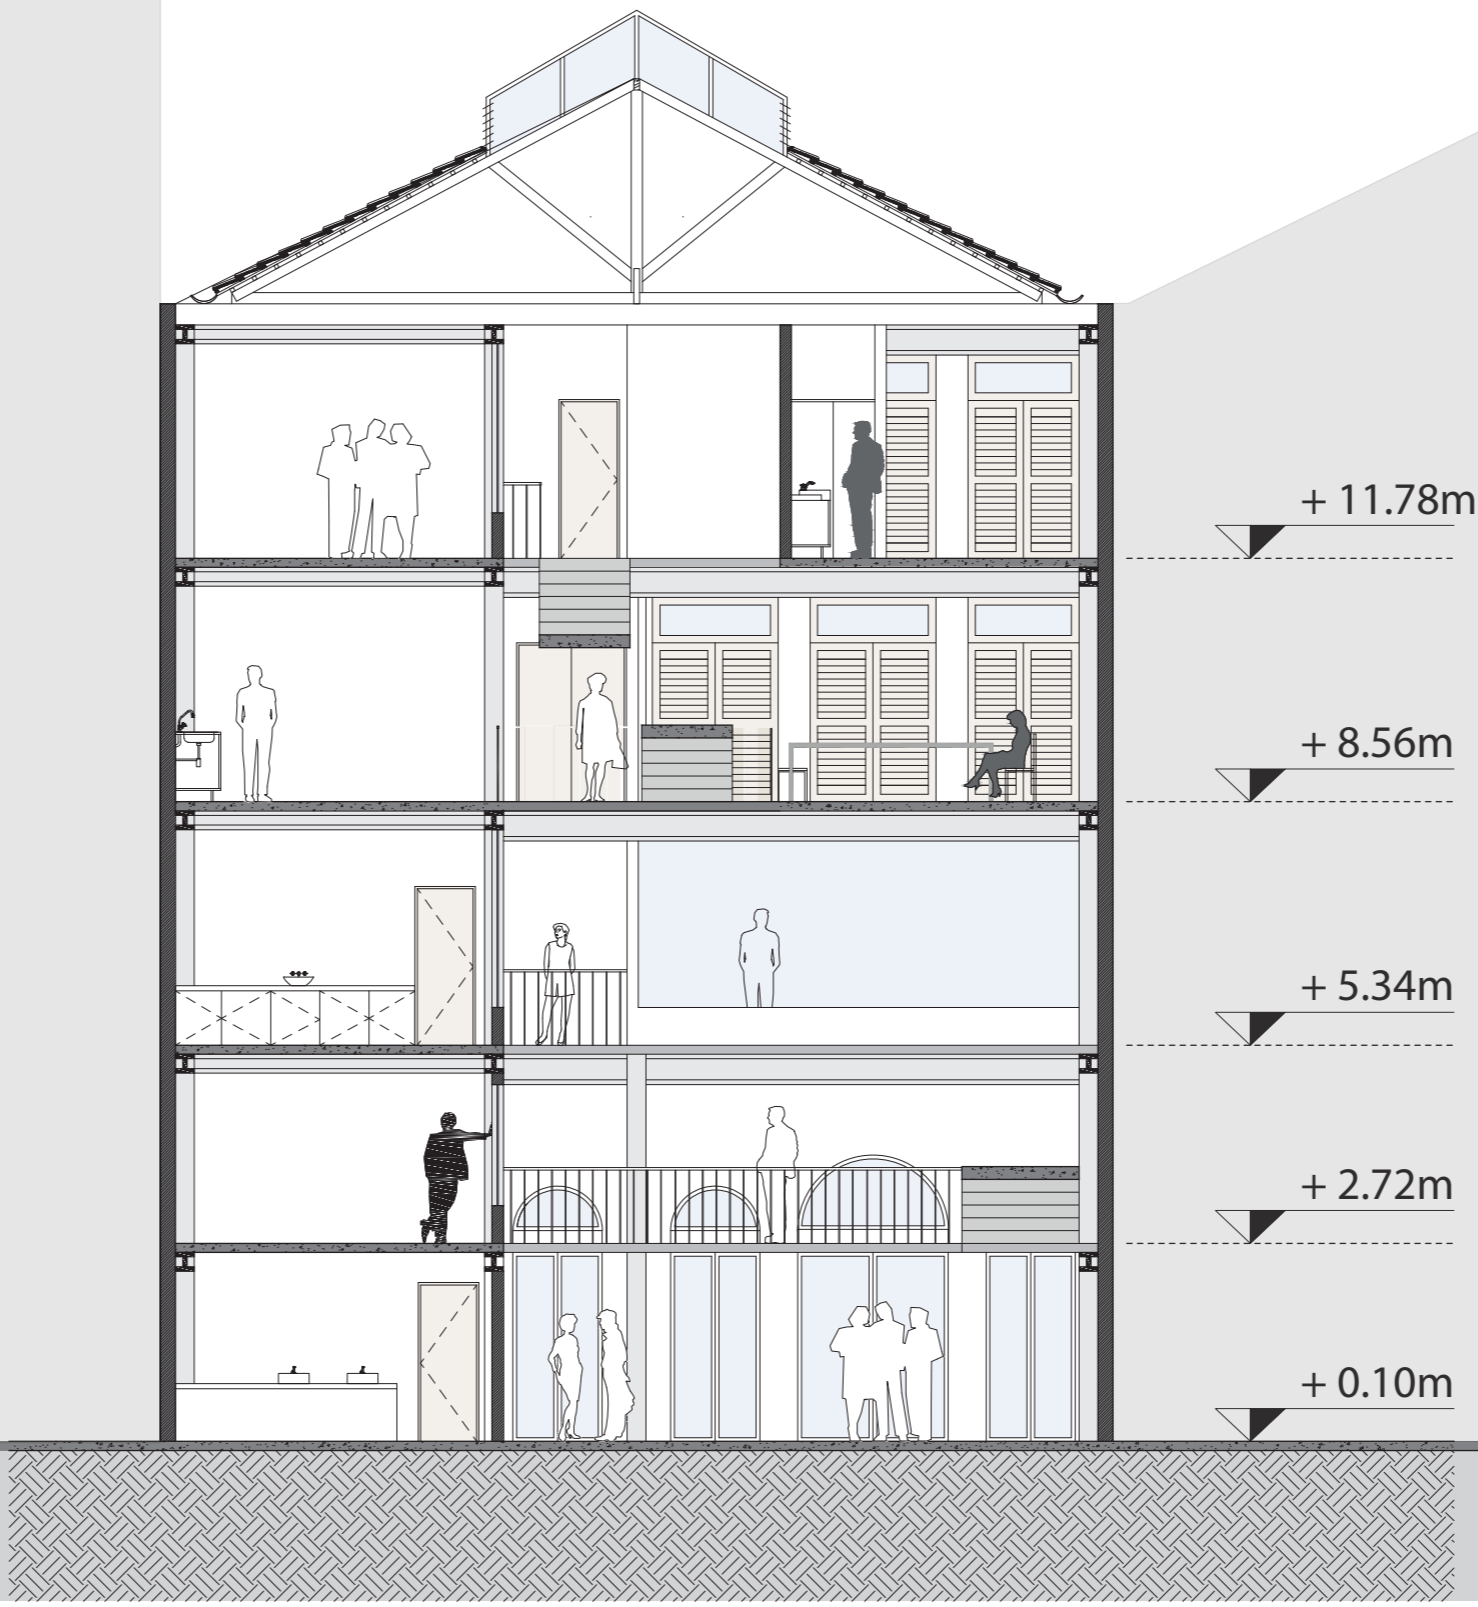 + 11.78m
+ 8.56m
+ 5.34m
+ 2.72m
+ 0.10m